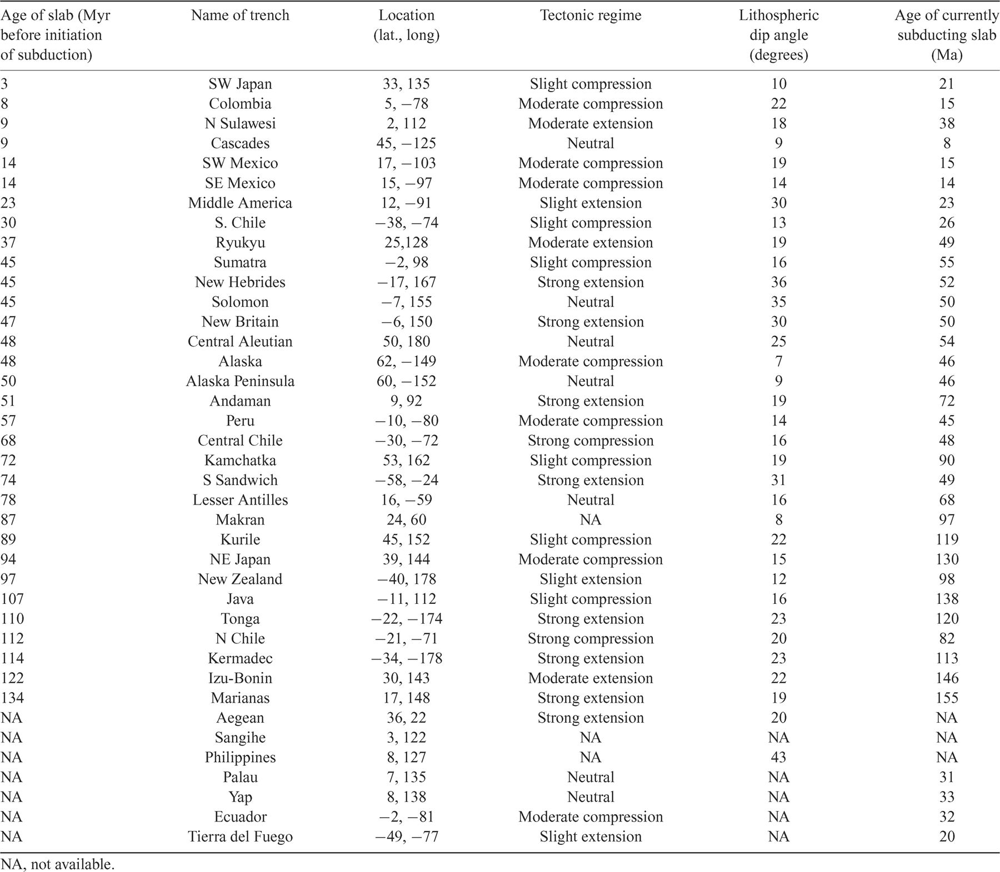 Age of slab (Myr Name of trench Location Tectonic regime Lithospheric Age of currently
before initiation (lat., long) dip angle subducting slab
of subduction) (degrees) (Ma)
3 SW Japan 33, 135 Slight compression 10 21
8 Colombia 5, −78 Moderate compression 22 15
9 N Sulawesi 2, 112 Moderate extension 18 38
9 Cascades 45, −125 Neutral 9 8
14 SW Mexico 17, −103 Moderate compression 19 15
14 SE Mexico 15, −97 Moderate compression 14 14
23 Middle America 12, −91 Slight extension 30 23
30 S. Chile −38, −74 Slight compression 13 26
37 Ryukyu 25,128 Moderate extension 19 49
45 Sumatra −2, 98 Slight compression 16 55
45 New Hebrides −17, 167 Strong extension 36 52
45 Solomon −7, 155 Neutral 35 50
47 New Britain −6, 150 Strong extension 30 50
48 Central Aleutian 50, 180 Neutral 25 54
48 Alaska 62, −149 Moderate compression 7 46
50 Alaska Peninsula 60, −152 Neutral 9 46
51 Andaman 9, 92 Strong extension 19 72
57 Peru −10, −80 Moderate compression 14 45
68 Central Chile −30, −72 Strong compression 16 48
72 Kamchatka 53, 162 Slight compression 19 90
74 S Sandwich −58, −24 Strong extension 31 49
78 Lesser Antilles 16, −59 Neutral 16 68
87 Makran 24, 60 NA 8 97
89 Kurile 45, 152 Slight compression 22 119
94 NE Japan 39, 144 Moderate compression 15 130
97 New Zealand −40, 178 Slight extension 12 98
107 Java −11, 112 Slight compression 16 138
110 Tonga −22, −174 Strong extension 23 120
112 N Chile −21, −71 Strong compression 20 82
114 Kermadec −34, −178 Strong extension 23 113
122 Izu-Bonin 30, 143 Moderate extension 22 146
134 Marianas 17, 148 Strong extension 19 155
NA Aegean 36, 22 Strong extension 20 NA
NA Sangihe 3, 122 NA NA NA
NA Philippines 8, 127 NA 43 NA
NA Palau 7, 135 Neutral NA 31
NA Yap 8, 138 Neutral NA 33
NA Ecuador −2, −81 Moderate compression NA 32
NA Tierra del Fuego −49, −77 Slight extension NA 20
NA, not available.